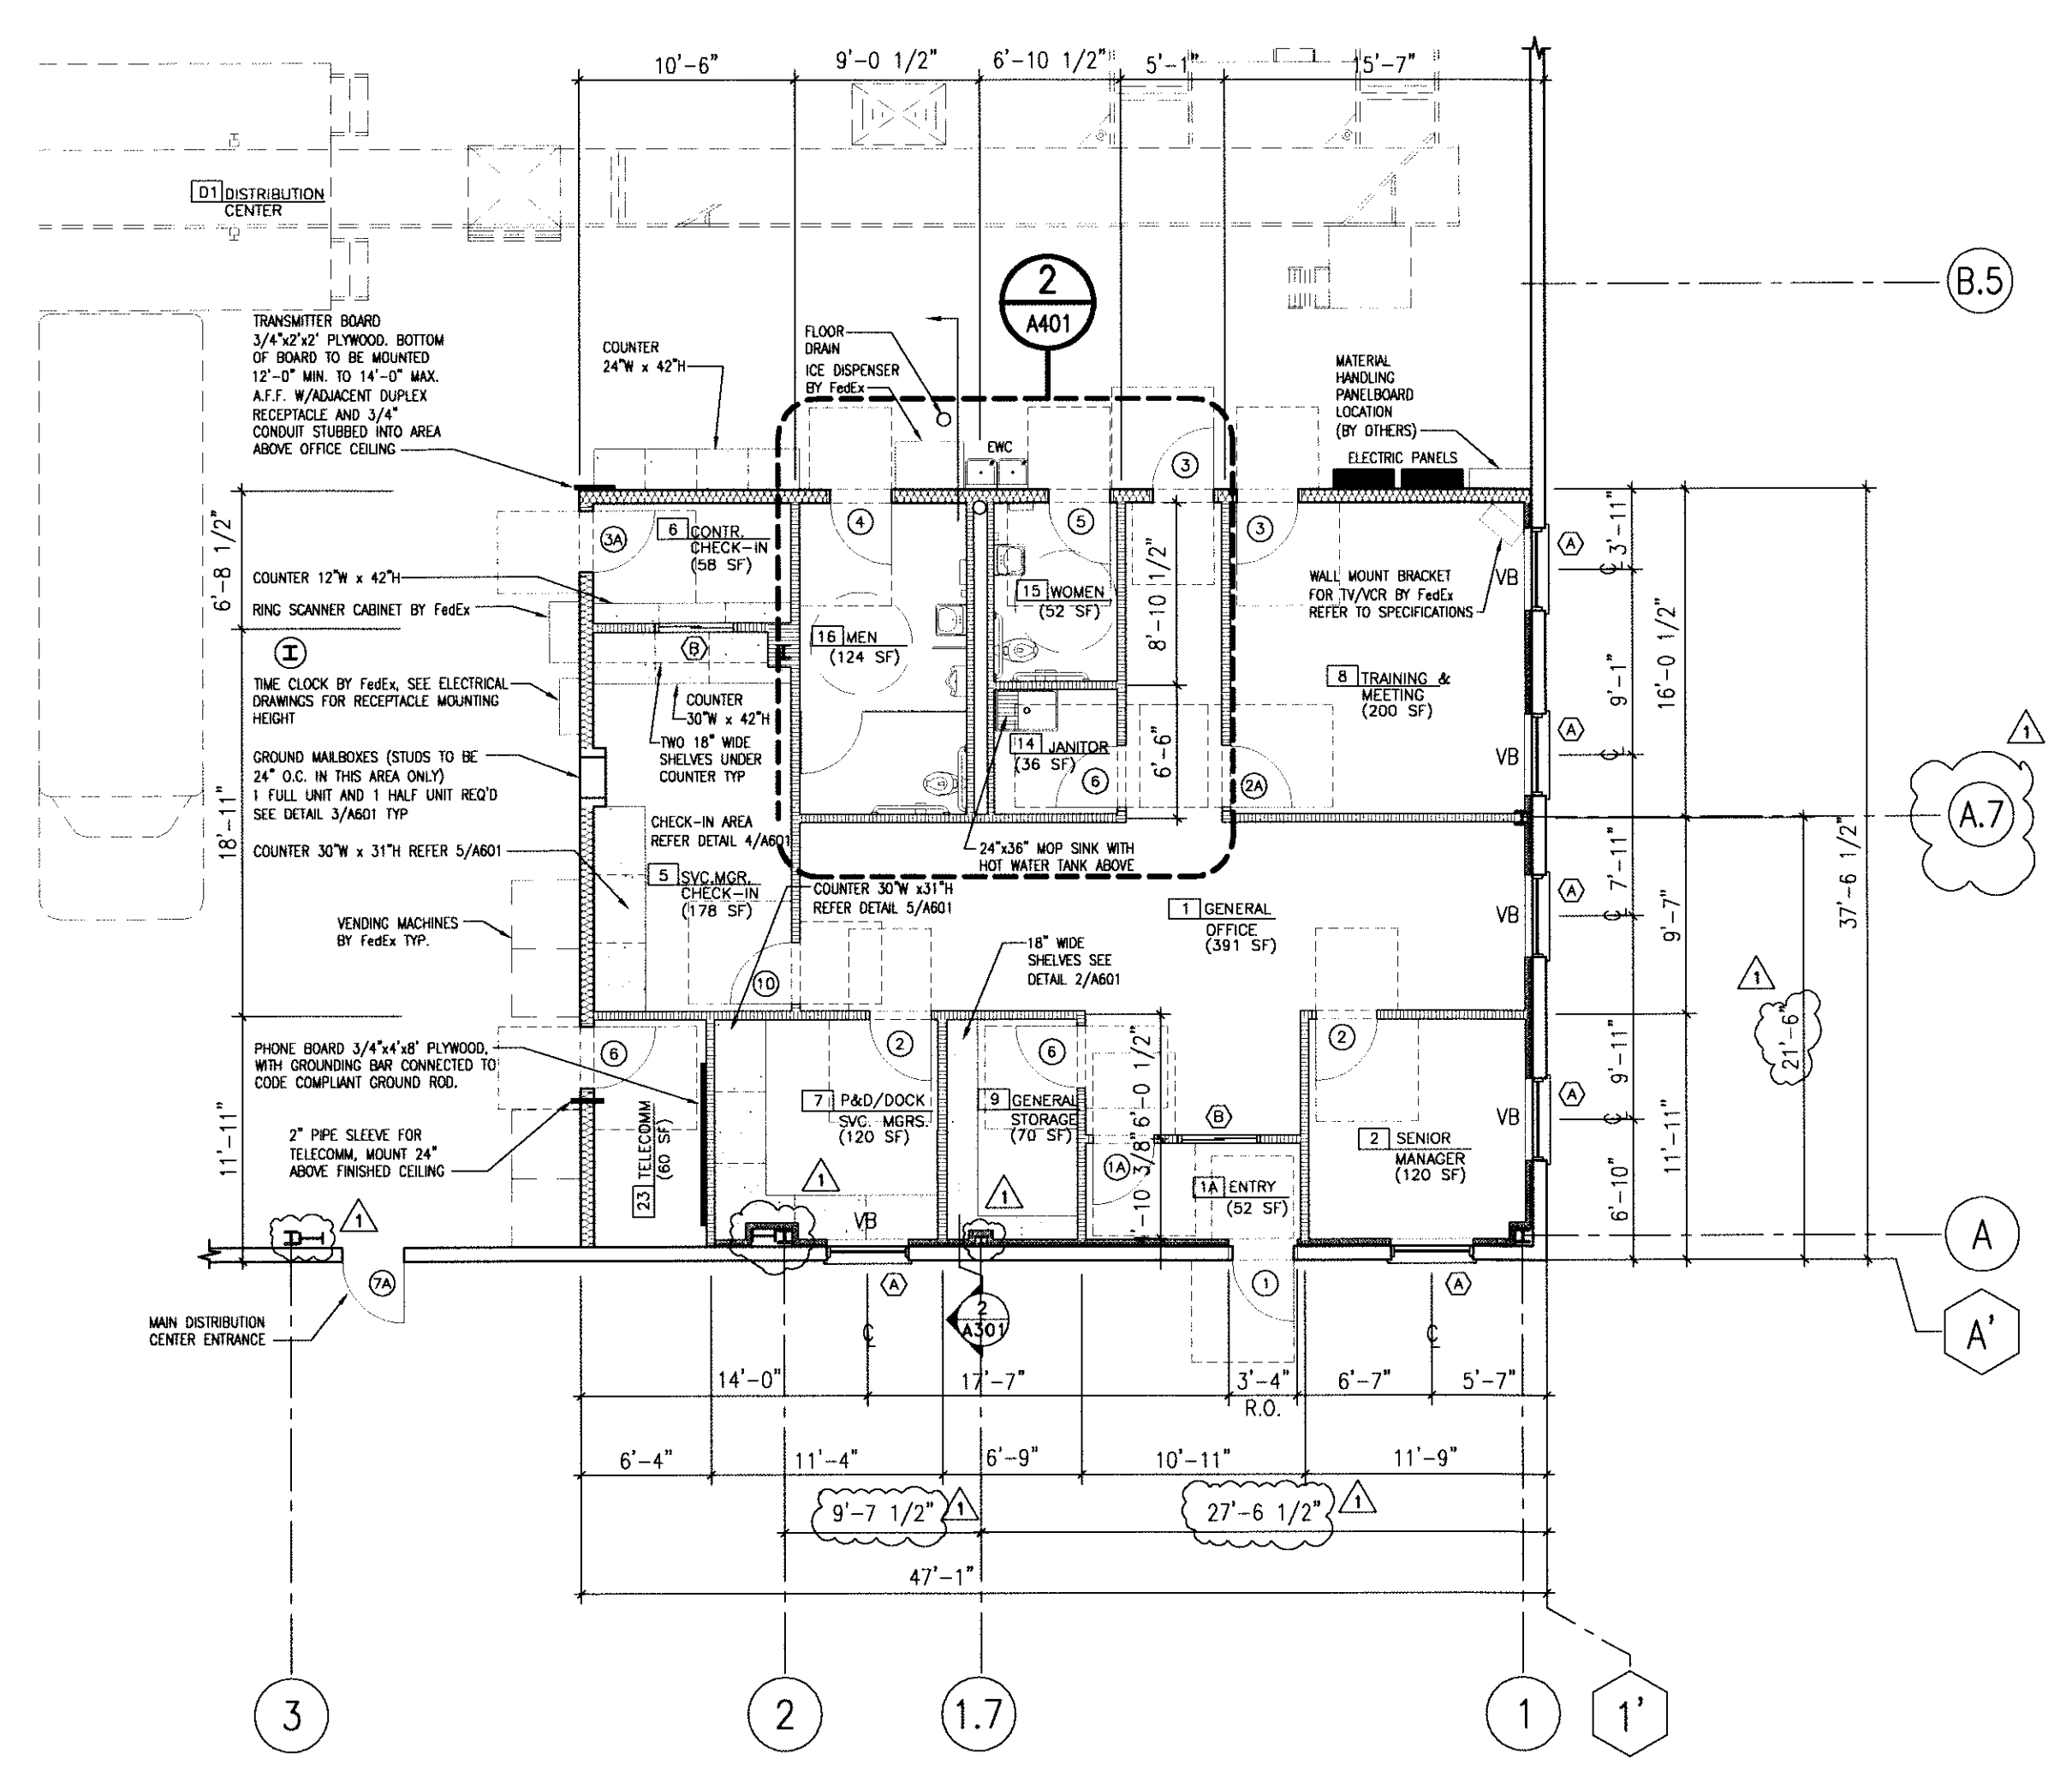 10'-6"
9'-0 1/2"
6'-10 1/2"
5'-1"
15'-7"
D1 DISTRIBUTION
CENTER
2
A401
B.5
TRANSMITTER BOARD
3/4"x2'x2' PLYWOOD. BOTTOM
OF BOARD TO BE MOUNTED
12'-0" MIN. TO 14'-0" MAX.
A.F.F. W/ADJACENT DUPLEX
RECEPTACLE AND 3/4"
CONDUIT STUBBED INTO AREA
ABOVE OFFICE CEILING
COUNTER
24"W x 42"H
FLOOR
DRAIN
ICE DISPENSER
BY FedEx
EWC
MATERIAL
HANDLING
PANELBOARD
LOCATION
(BY OTHERS)
ELECTRIC PANELS
3
3A
6 CONTR.
CHECK-IN
(58 SF)
4
5
3
A
3'-11"
6'-8 1/2"
COUNTER 12"W x 42"H
RING SCANNER CABINET BY FedEx
I
TIME CLOCK BY FedEx, SEE ELECTRICAL
DRAWINGS FOR RECEPTACLE MOUNTING
HEIGHT
B
COUNTER
30"W x 42"H
TWO 18" WIDE
SHELVES UNDER
COUNTER TYP
16 MEN
(124 SF)
15 WOMEN
(52 SF)
8'-10 1/2"
WALL MOUNT BRACKET
FOR TV/VCR BY FedEx
REFER TO SPECIFICATIONS
VB
8 TRAINING &
MEETING
(200 SF)
9'-1"
16'-0 1/2"
GROUND MAILBOXES (STUDS TO BE
24" O.C. IN THIS AREA ONLY)
1 FULL UNIT AND 1 HALF UNIT REQ'D
SEE DETAIL 3/A601 TYP
14 JANITOR
(36 SF)
6
6'-6"
2A
VB
A
1
A.7
18'-11"
COUNTER 30"W x 31"H REFER 5/A601
CHECK-IN AREA
REFER DETAIL 4/A601
5 SVC.MGR.
CHECK-IN
(178 SF)
24"x36" MOP SINK WITH
HOT WATER TANK ABOVE
COUNTER 30"W x31"H
REFER DETAIL 5/A601
1 GENERAL
OFFICE
(391 SF)
VB
A
7'-11"
9'-7"
37'-6 1/2"
VENDING MACHINES
BY FedEx TYP.
18" WIDE
SHELVES SEE
DETAIL 2/A601
10
1
21'-6"
PHONE BOARD 3/4"x4'x8' PLYWOOD,
WITH GROUNDING BAR CONNECTED TO
CODE COMPLIANT GROUND ROD.
6
2
6
2
6'-0 1/2"
9'-11"
7 P&D/DOCK
SVC. MGRS.
(120 SF)
9 GENERAL
STORAGE
(70 SF)
B
VB
A
11'-11"
2" PIPE SLEEVE FOR
TELECOMM, MOUNT 24"
ABOVE FINISHED CEILING
23 TELECOMM
(60 SF)
1
1
1A
'-10 3/8"
1A ENTRY
(52 SF)
2 SENIOR
MANAGER
(120 SF)
6'-10"
11'-11"
1
VB
A
7A
A
1
A
A'
MAIN DISTRIBUTION
CENTER ENTRANCE
2
A301
14'-0"
17'-7"
3'-4"
R.O.
6'-7"
5'-7"
6'-4"
11'-4"
6'-9"
10'-11"
11'-9"
9'-7 1/2"
1
27'-6 1/2"
1
47'-1"
3
2
1.7
1
1'